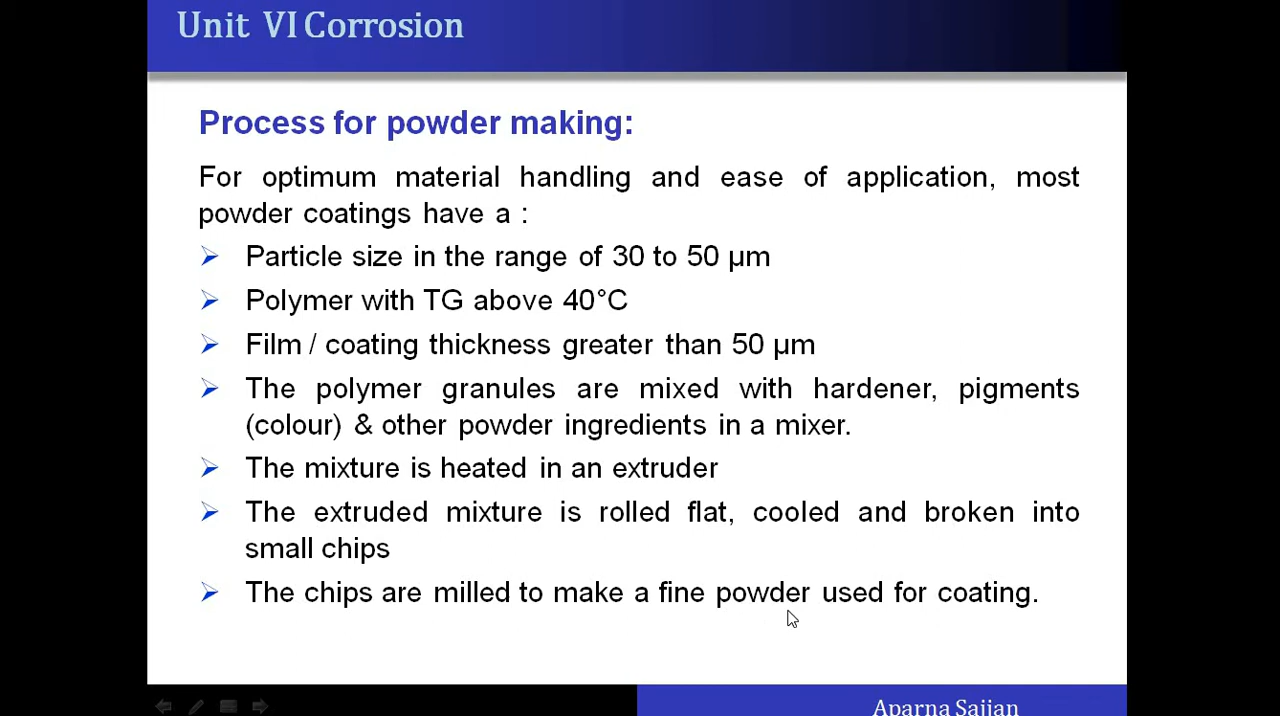 Unit VI Corrosion
Process for powder making:
For optimum material handling and ease of application, most
powder coatings have a :
Particle size in the range of 30 to 50 µm
Polymer with TG above 40°C
Film / coating thickness greater than 50 µm
The polymer granules are mixed with hardener, pigments
(colour) & other powder ingredients in a mixer.
The mixture is heated in an extruder
The extruded mixture is rolled flat, cooled and broken into
small chips
The chips are milled to make a fine powder used for coating.
Aparna Sajjan